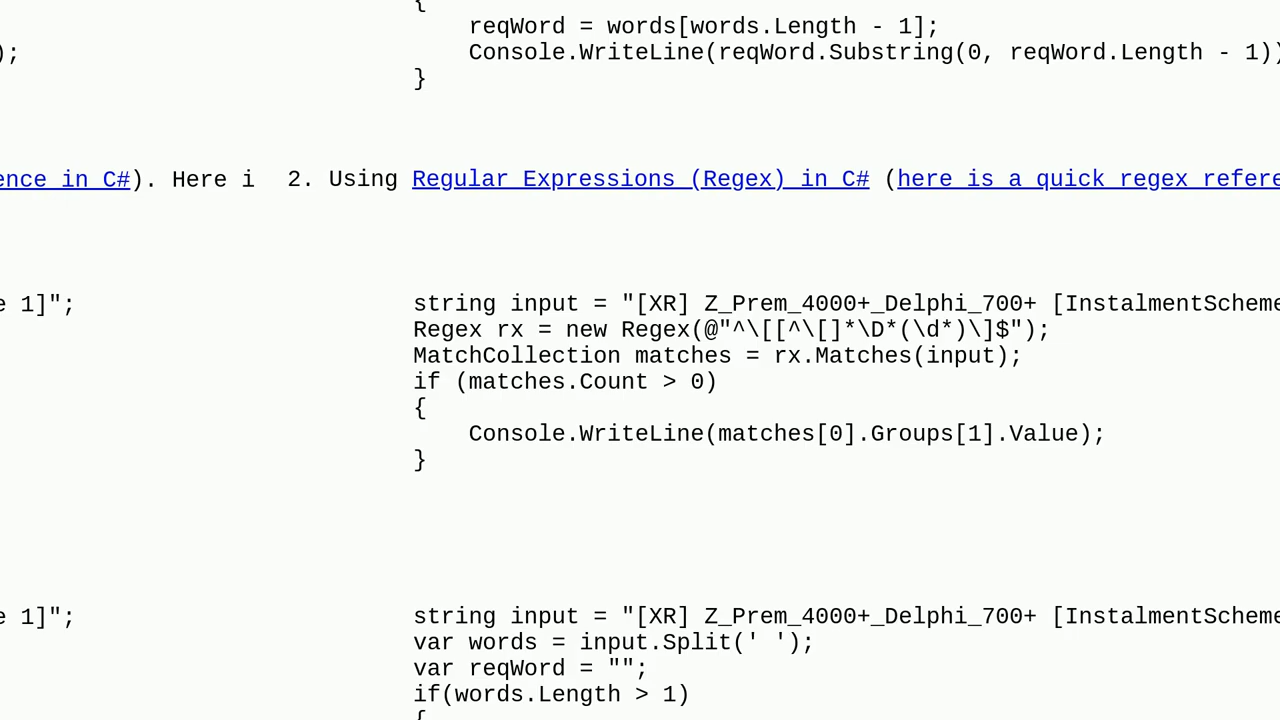 {
reqWord = words[words.Length - 1];
); Console.WriteLine(reqWord.Substring(0, reqWord.Length - 1))
}
ence in C#). Here i 2. Using Regular Expressions (Regex) in C# (here is a quick regex refere
e 1]"; string input = "[XR] Z_Prem_4000+_Delphi_700+ [InstalmentScheme
Regex rx = new Regex(@"^\[[^\[]*\D*(\d*)\]$");
MatchCollection matches = rx.Matches(input);
if (matches.Count > 0)
{
Console.WriteLine(matches[0].Groups[1].Value);
}
e 1]"; string input = "[XR] Z_Prem_4000+_Delphi_700+ [InstalmentScheme
var words = input.Split(' ');
var reqWord = "";
if(words.Length > 1)
{